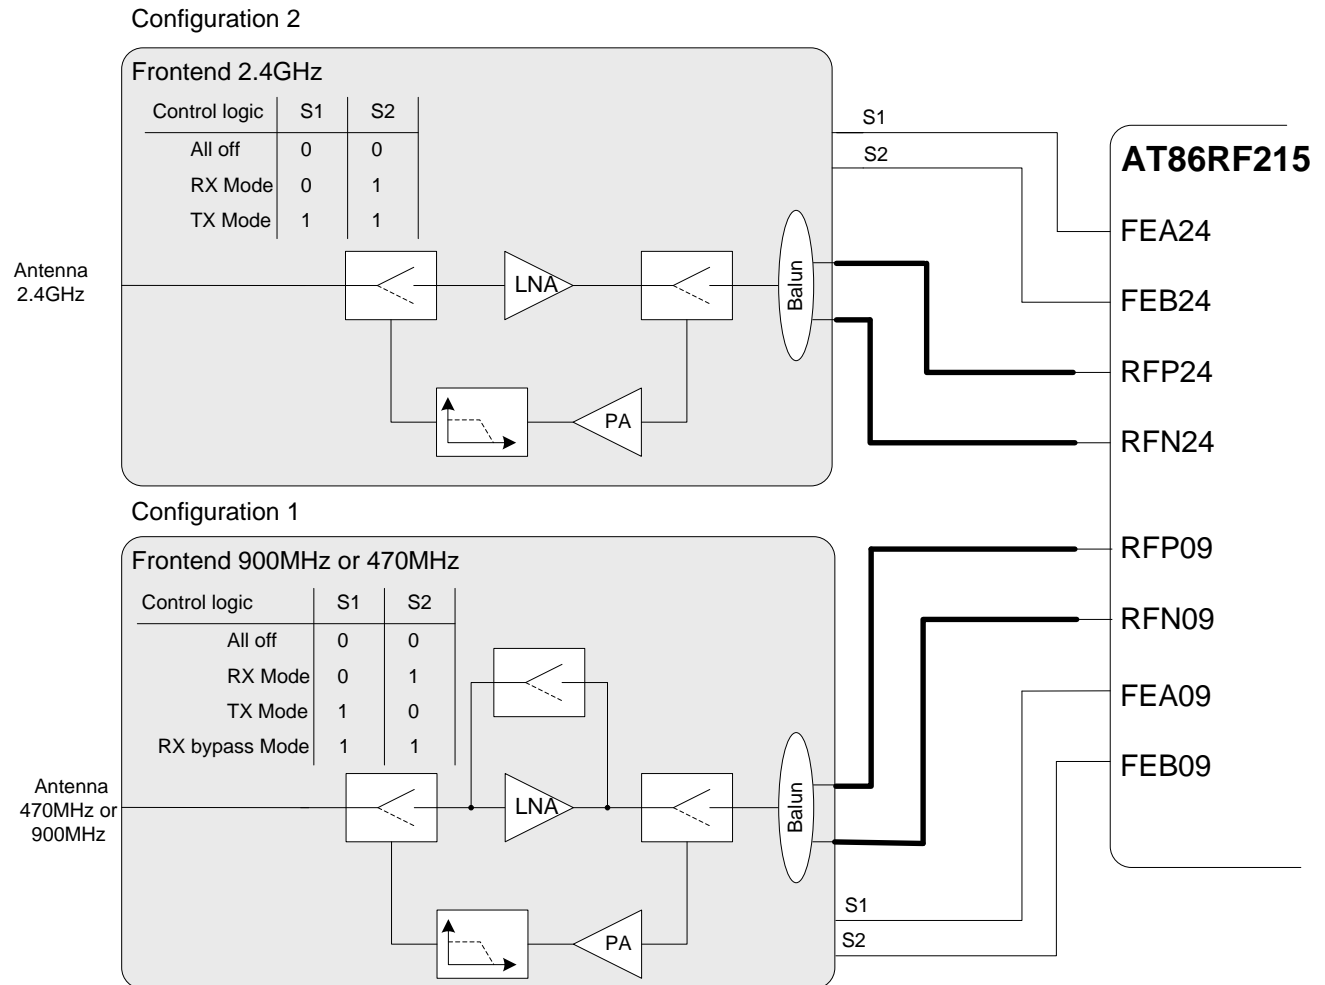 Configuration 2
Frontend 2.4GHz
Control logic S1 S2
All off 0 0
RX Mode 0 1
TX Mode 1 1
Antenna
2.4GHz
LNA
PA
Balun
S1
S2
AT86RF215
FEA24
FEB24
RFP24
RFN24
RFP09
RFN09
FEA09
FEB09
Configuration 1
Frontend 900MHz or 470MHz
Control logic S1 S2
All off 0 0
RX Mode 0 1
TX Mode 1 0
RX bypass Mode 1 1
Antenna
470MHz or
900MHz
LNA
PA
Balun
S1
S2